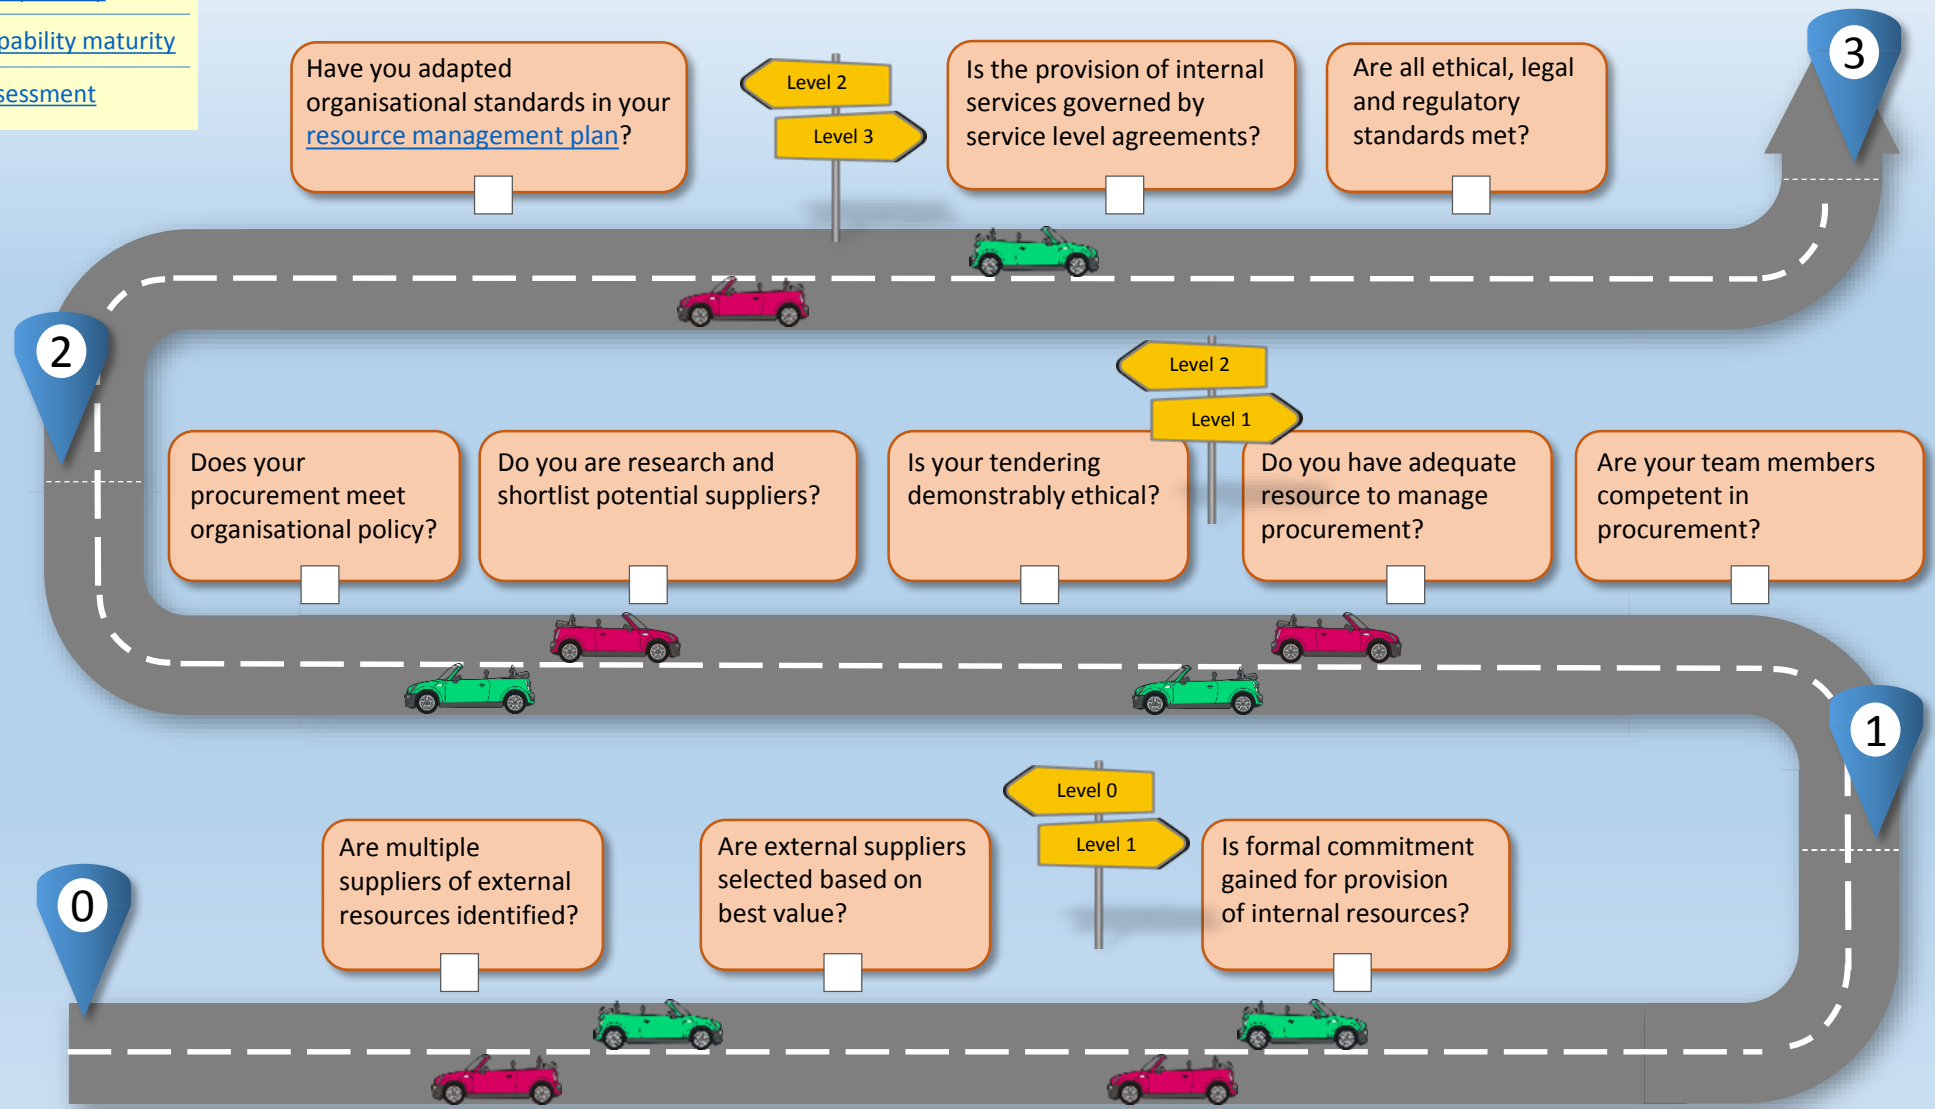 pability maturity
sessment
Have you adapted
organisational standards in your
resource management plan?
Level 2
Level 3
Is the provision of internal
services governed by
service level agreements?
Are all ethical, legal
and regulatory
standards met?
3
2
Level 2
Level 1
Does your
procurement meet
organisational policy?
Do you are research and
shortlist potential suppliers?
Is your tendering
demonstrably ethical?
Do you have adequate
resource to manage
procurement?
Are your team members
competent in
procurement?
1
Level 0
Level 1
0
Are multiple
suppliers of external
resources identified?
Are external suppliers
selected based on
best value?
Is formal commitment
gained for provision
of internal resources?